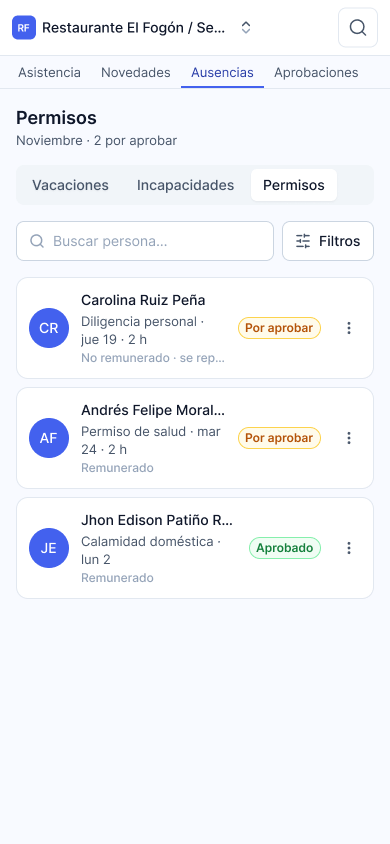 RF Restaurante El Fogón / Se...
Asistencia Novedades Ausencias Aprobaciones
Permisos
Noviembre · 2 por aprobar
Vacaciones Incapacidades Permisos
Buscar persona... Filtros
Carolina Ruiz Peña
CR
Diligencia personal ·
jue 19 · 2 h
Por aprobar
No remunerado · se rep...
Andrés Felipe Moral...
AF
Permiso de salud · mar
24 · 2 h
Por aprobar
Remunerado
Jhon Edison Patiño R...
JE
Calamidad doméstica ·
lun 2
Aprobado
Remunerado